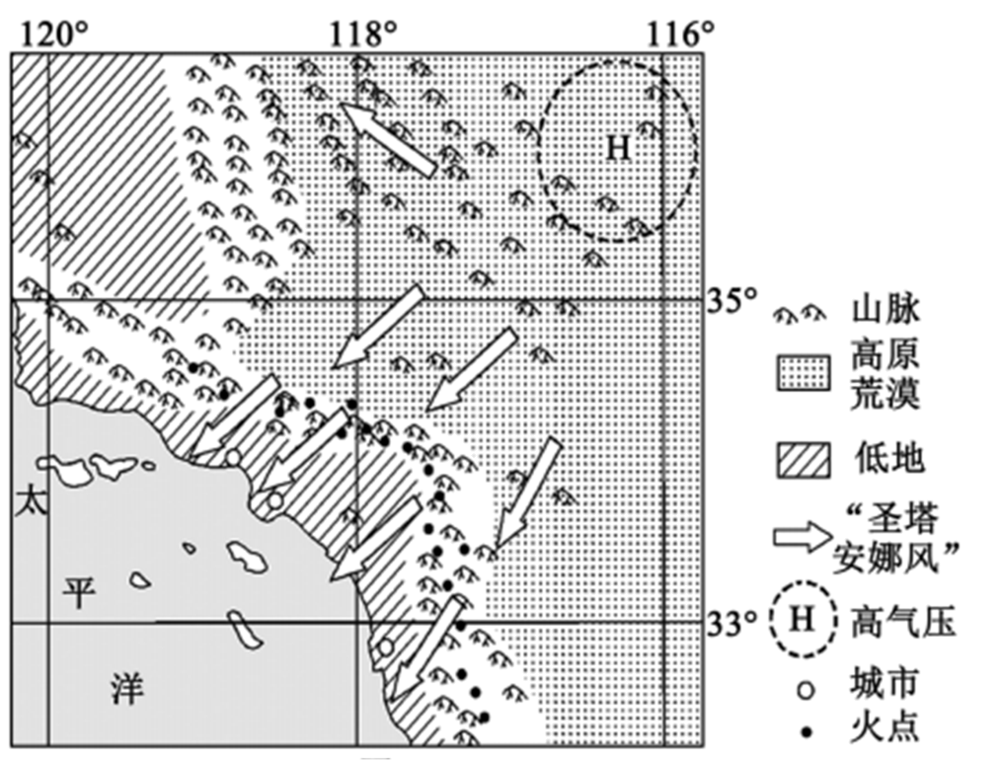 120° 118° 116°
H
35°
山脉
高原
荒漠
低地
太
“圣塔
安娜风”
平
33°
H 高气压
洋
城市
火点